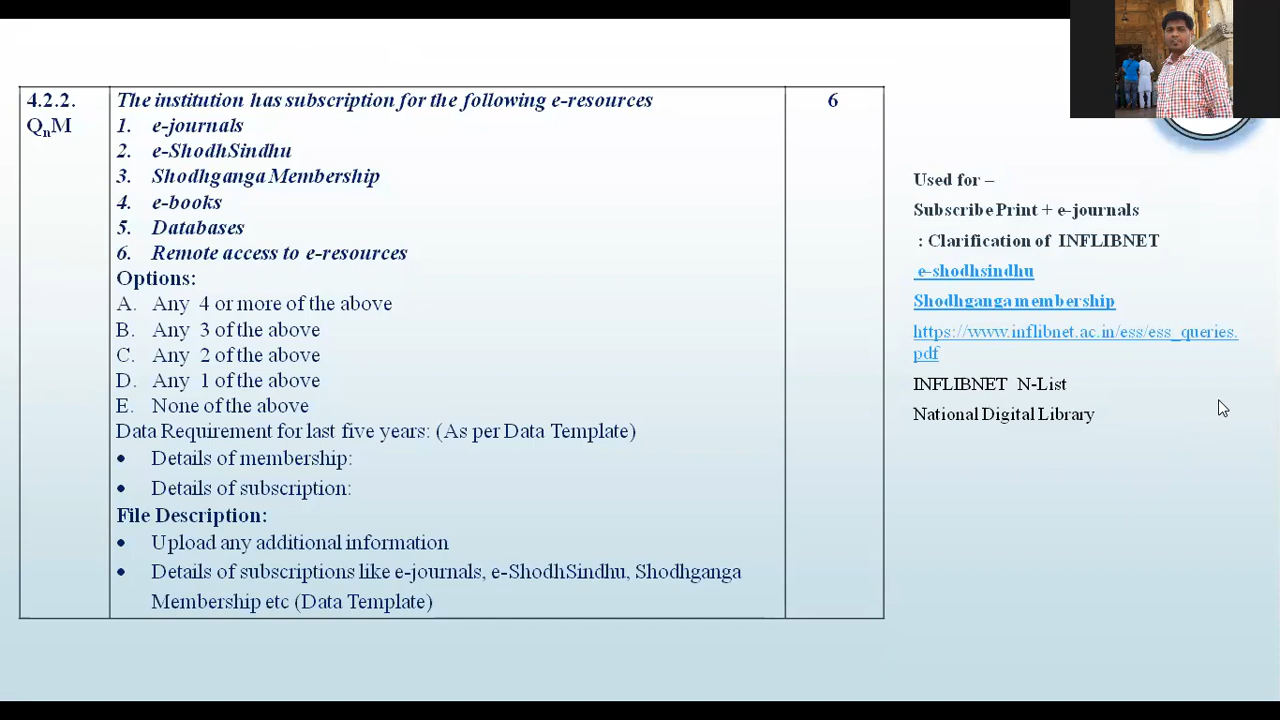 4.2.2.
QnM
The institution has subscription for the following e-resources
1. e-journals
2. e-ShodhSindhu
3. Shodhganga Membership
4. e-books
5. Databases
6. Remote access to e-resources
Options:
A. Any 4 or more of the above
B. Any 3 of the above
C. Any 2 of the above
D. Any 1 of the above
E. None of the above
Data Requirement for last five years: (As per Data Template)
• Details of membership:
• Details of subscription:
File Description:
• Upload any additional information
• Details of subscriptions like e-journals, e-ShodhSindhu, Shodhganga
Membership etc (Data Template)
6
Used for –
Subscribe Print + e-journals
: Clarification of INFLIBNET
e-shodhsindhu
Shodhganga membership
https://www.inflibnet.ac.in/ess/ess_queries.
pdf
INFLIBNET N-List
National Digital Library